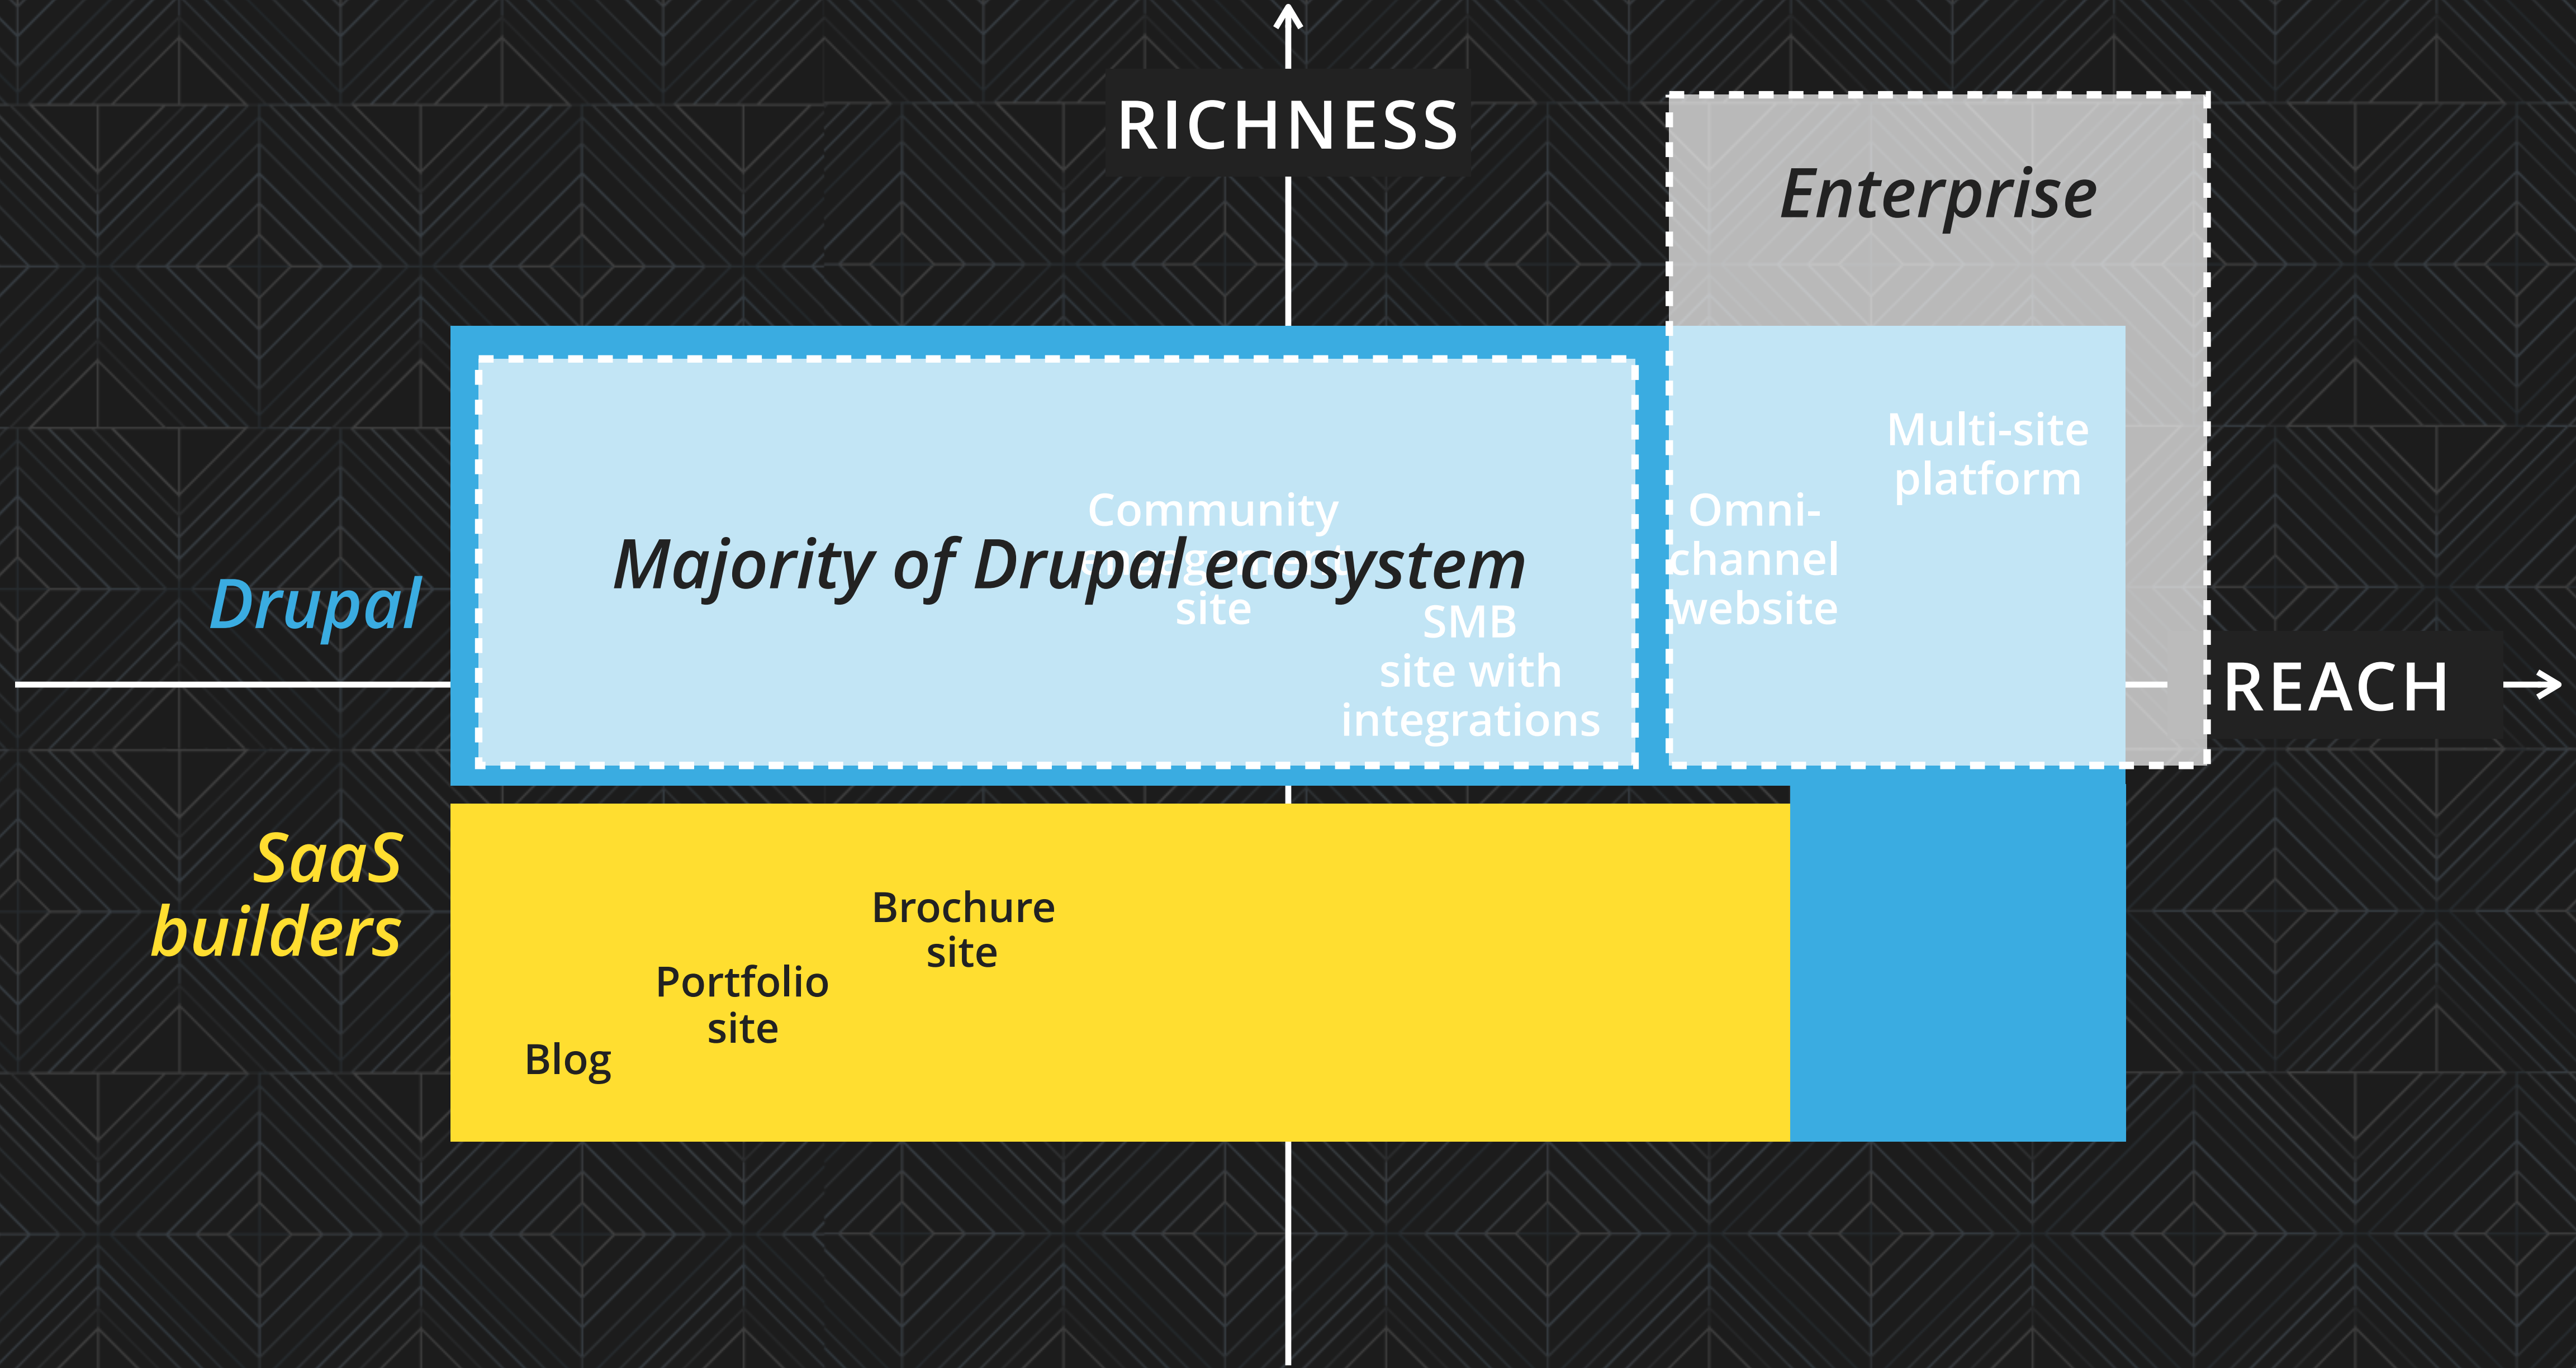 RICHNESS
Enterprise
Multi-site
platform
Community
engagement
site
Majority of Drupal ecosystem
Omni-
channel
website
SMB
site with
integrations
Drupal
REACH
SaaS
builders
Brochure
site
Portfolio
site
Blog